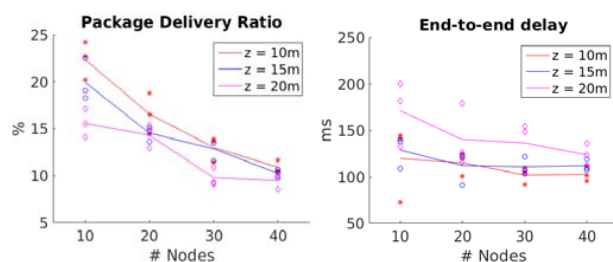 Package Delivery Ratio
25
20
15
10
5
%
z = 10m
z = 15m
z = 20m
10 20 30 40
# Nodes
End-to-end delay
250
200
150
100
50
ms
z = 10m
z = 15m
z = 20m
10 20 30 40
# Nodes